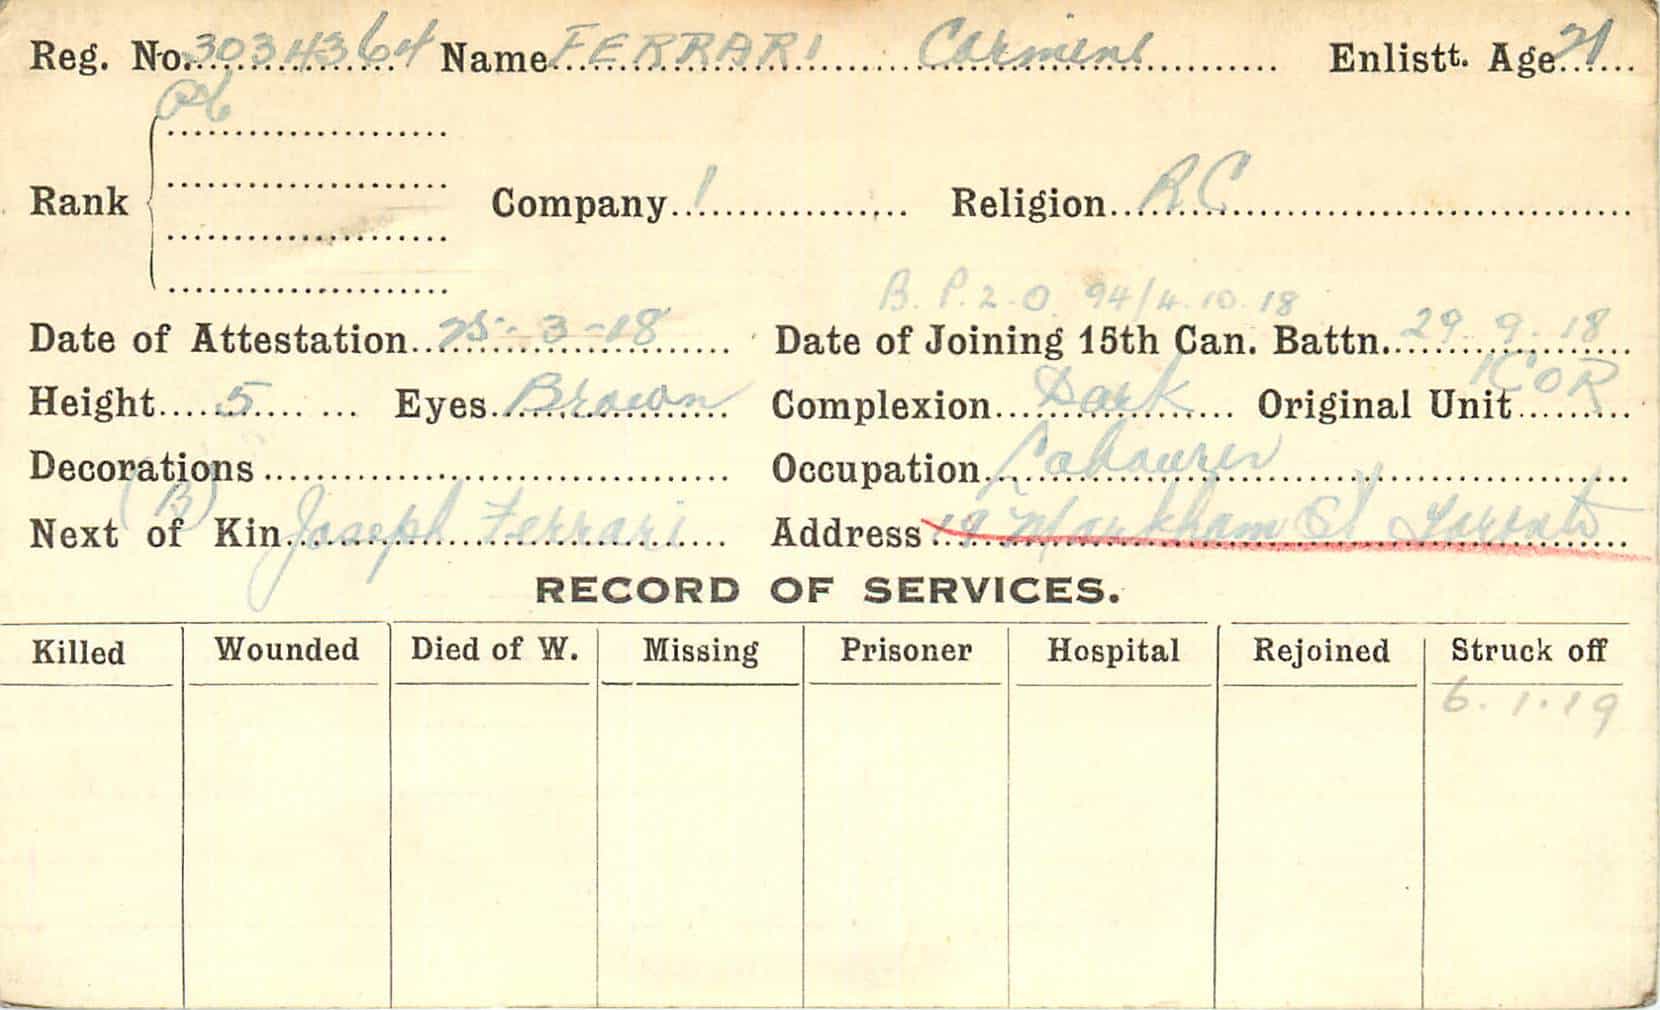 Reg. No. 3034364 Name FERRARI Carmine Enlistt. Age 21
Pte
Rank Company 1 Religion RC
B. P.2.O. 94/4.10.18
Date of Attestation 25-3-18 Date of Joining 15th Can. Battn. 29.9.18
Height 5 Eyes Brown Complexion Dark Original Unit 1COR
Decorations Occupation Labourer
(B)
Next of Kin Joseph Ferrari Address 19 Markham St Toronto
RECORD OF SERVICES.
Killed Wounded Died of W. Missing Prisoner Hospital Rejoined Struck off
6.1.19